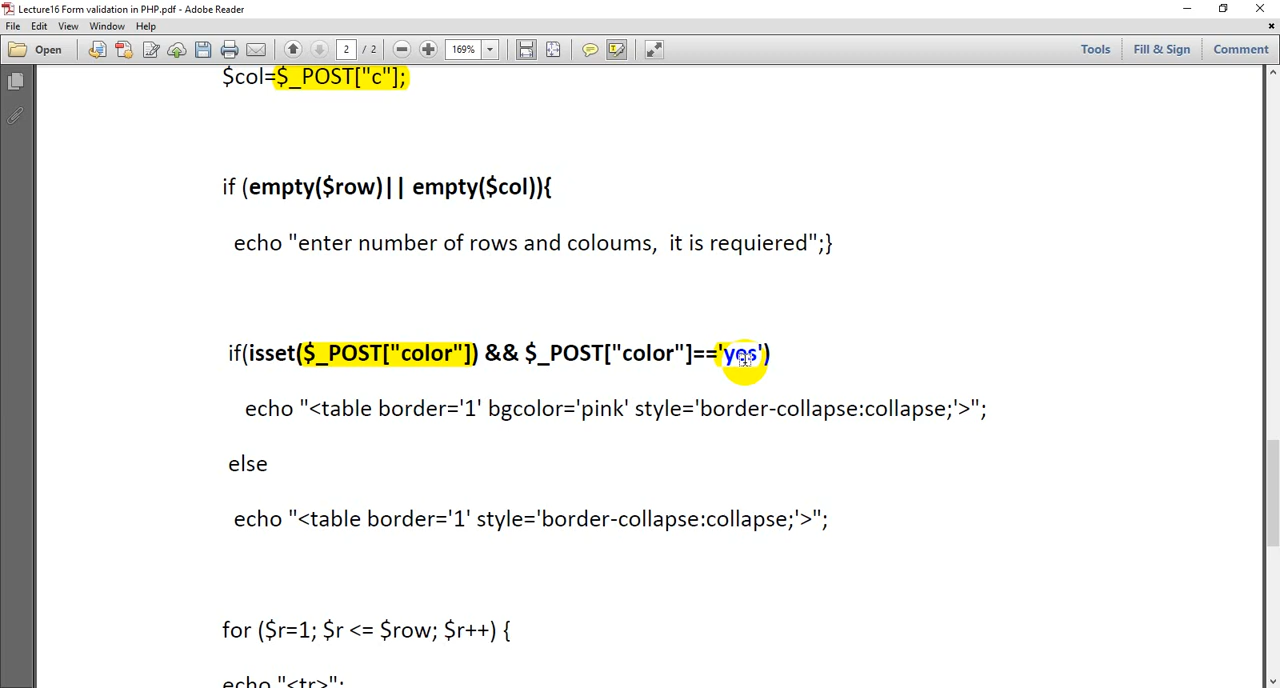 Lecture16 Form validation in PHP.pdf - Adobe Reader
File Edit View Window Help
Open 2 / 2 169% Tools Fill & Sign Comment
$col=$_POST["c"];
if (empty($row)|| empty($col)){
echo "enter number of rows and coloums, it is requiered";}
if(isset($_POST["color"]) && $_POST["color"]=='yes')
echo "<table border='1' bgcolor='pink' style='border-collapse:collapse;'>";
else
echo "<table border='1' style='border-collapse:collapse;'>";
for ($r=1; $r <= $row; $r++) {
echo "<tr>";